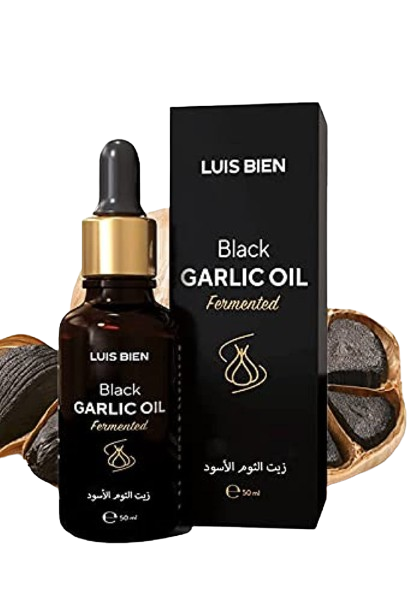 LUIS BIEN
Black
GARLIC OIL
Fermented
زيت الثوم الأسود
℮ 50 ml
LUIS BIEN
Black
GARLIC OIL
Fermented
زيت الثوم الأسود
℮ 50 ml